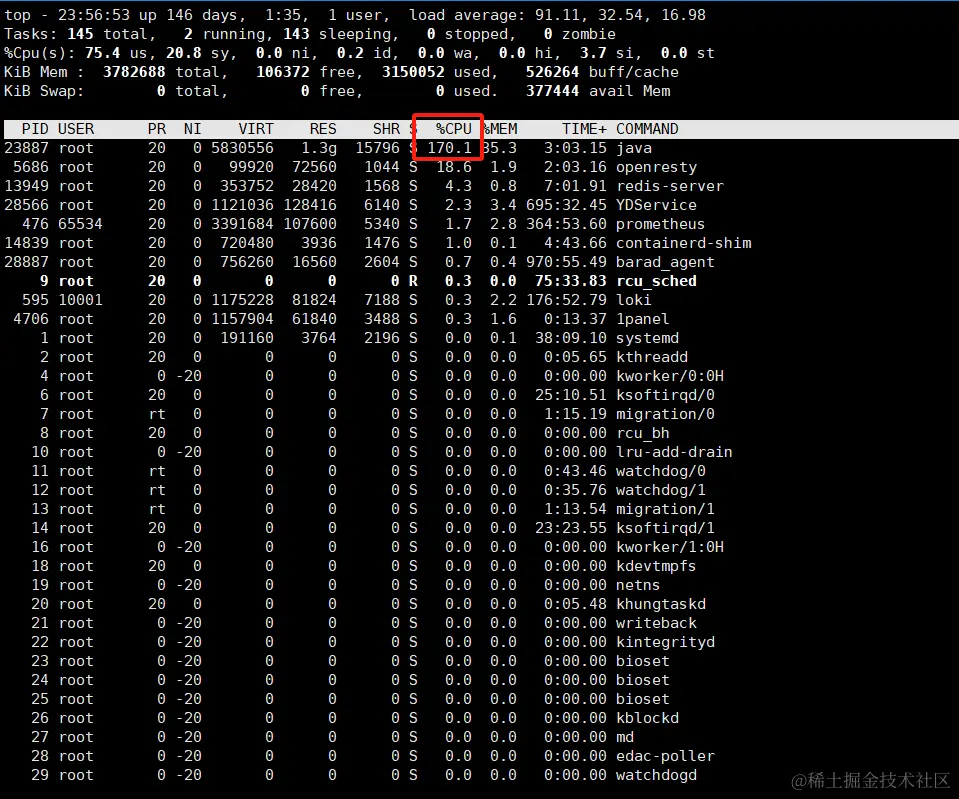 top - 23:56:53 up 146 days,  1:35,  1 user,  load average: 91.11, 32.54, 16.98
Tasks: 145 total,   2 running, 143 sleeping,   0 stopped,   0 zombie
%Cpu(s): 75.4 us, 20.8 sy,  0.0 ni,  0.2 id,  0.0 wa,  0.0 hi,  3.7 si,  0.0 st
KiB Mem :  3782688 total,   106372 free,  3150052 used,   526264 buff/cache
KiB Swap:        0 total,        0 free,        0 used.   377444 avail Mem
PID USER      PR  NI    VIRT    RES    SHR S  %CPU %MEM     TIME+ COMMAND
23887 root      20   0 5830556   1.3g  15796 S 170.1 35.3   3:03.15 java
5686 root      20   0   99920  72560   1044 S  18.6  1.9   2:03.16 openresty
13949 root      20   0  353752  28420   1568 S   4.3  0.8   7:01.91 redis-server
28566 root      20   0 1121036 128416   6140 S   2.3  3.4 695:32.45 YDService
476 65534     20   0 3391684 107600   5340 S   1.7  2.8 364:53.60 prometheus
14839 root      20   0  720480   3936   1476 S   1.0  0.1   4:43.66 containerd-shim
28887 root      20   0  756260  16560   2604 S   0.7  0.4 970:55.49 barad_agent
9 root      20   0       0      0      0 R   0.3  0.0  75:33.83 rcu_sched
595 10001     20   0 1175228  81824   7188 S   0.3  2.2 176:52.79 loki
4706 root      20   0 1157904  61840   3488 S   0.3  1.6   0:13.37 1panel
1 root      20   0  191160   3764   2196 S   0.0  0.1  38:09.10 systemd
2 root      20   0       0      0      0 S   0.0  0.0   0:05.65 kthreadd
4 root       0 -20       0      0      0 S   0.0  0.0   0:00.00 kworker/0:0H
6 root      20   0       0      0      0 S   0.0  0.0  25:10.51 ksoftirqd/0
7 root      rt   0       0      0      0 S   0.0  0.0   1:15.19 migration/0
8 root      20   0       0      0      0 S   0.0  0.0   0:00.00 rcu_bh
10 root       0 -20       0      0      0 S   0.0  0.0   0:00.00 lru-add-drain
11 root      rt   0       0      0      0 S   0.0  0.0   0:43.46 watchdog/0
12 root      rt   0       0      0      0 S   0.0  0.0   0:35.76 watchdog/1
13 root      rt   0       0      0      0 S   0.0  0.0   1:13.54 migration/1
14 root      20   0       0      0      0 S   0.0  0.0  23:23.55 ksoftirqd/1
16 root       0 -20       0      0      0 S   0.0  0.0   0:00.00 kworker/1:0H
18 root      20   0       0      0      0 S   0.0  0.0   0:00.00 kdevtmpfs
19 root       0 -20       0      0      0 S   0.0  0.0   0:00.00 netns
20 root      20   0       0      0      0 S   0.0  0.0   0:05.48 khungtaskd
21 root       0 -20       0      0      0 S   0.0  0.0   0:00.00 writeback
22 root       0 -20       0      0      0 S   0.0  0.0   0:00.00 kintegrityd
23 root       0 -20       0      0      0 S   0.0  0.0   0:00.00 bioset
24 root       0 -20       0      0      0 S   0.0  0.0   0:00.00 bioset
25 root       0 -20       0      0      0 S   0.0  0.0   0:00.00 bioset
26 root       0 -20       0      0      0 S   0.0  0.0   0:00.00 kblockd
27 root       0 -20       0      0      0 S   0.0  0.0   0:00.00 md
28 root       0 -20       0      0      0 S   0.0  0.0   0:00.00 edac-poller
29 root       0 -20       0      0      0 S   0.0  0.0   0:00.00 watchdogd
@稀土掘金技术社区